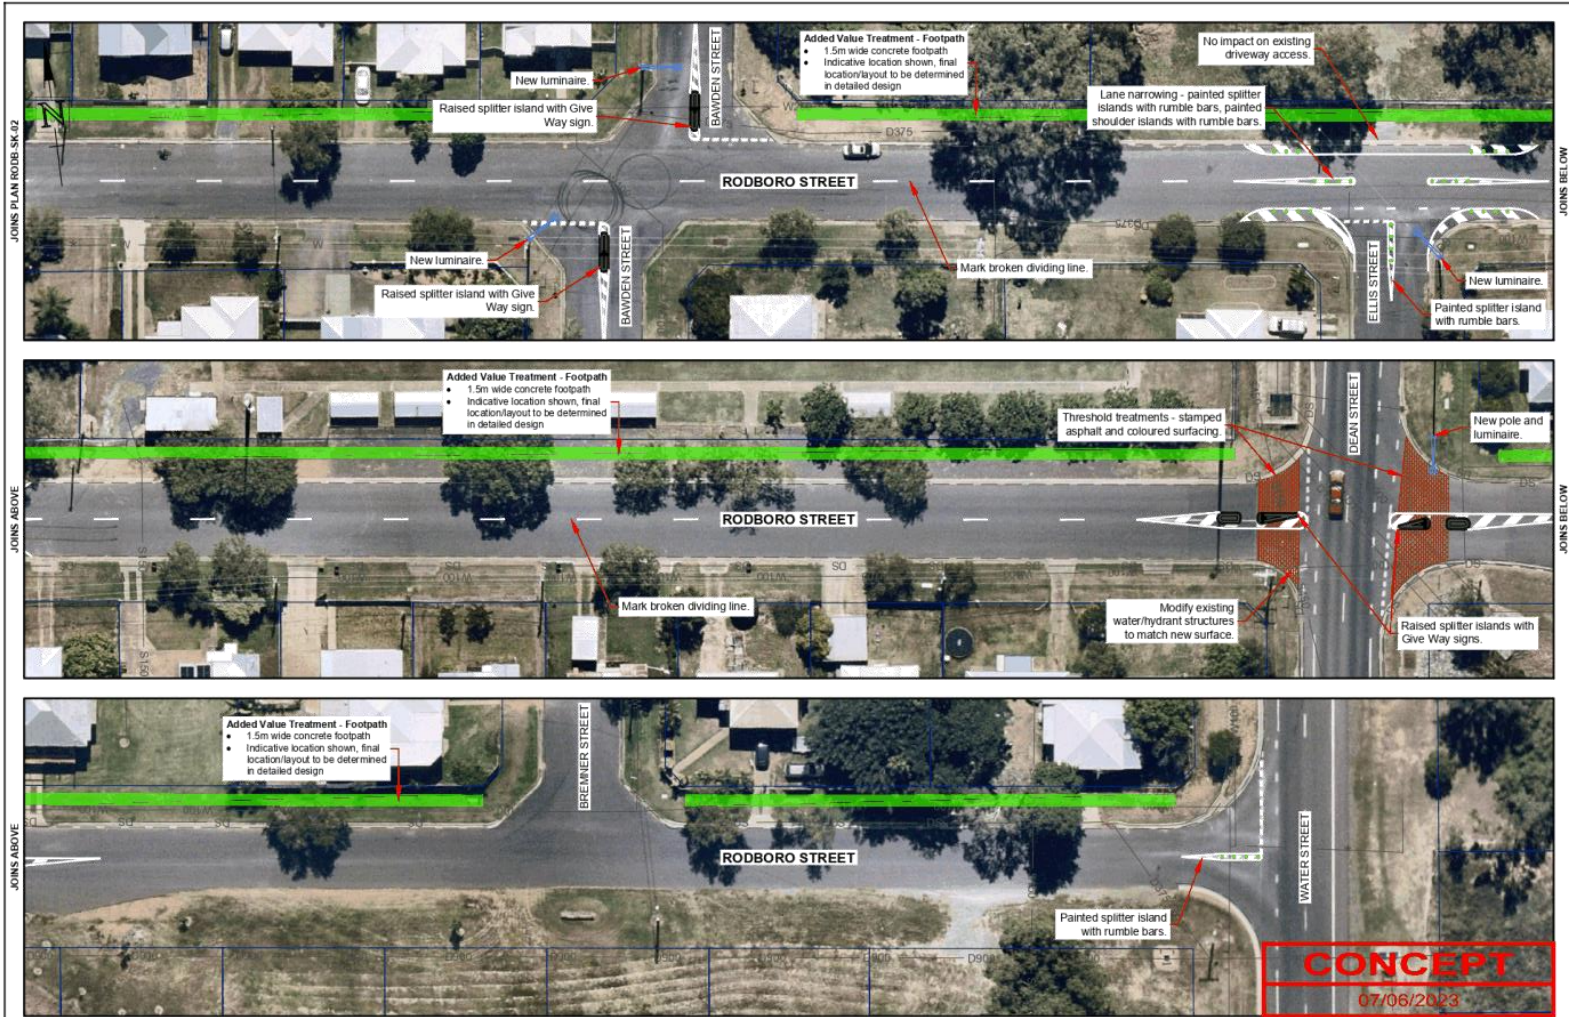 JOINS PLAN RODB-SK-02
N
New luminaire.
Raised splitter island with Give
Way sign.
BAWDEN STREET
Added Value Treatment - Footpath
• 1.5m wide concrete footpath
• Indicative location shown, final
location/layout to be determined
in detailed design
No impact on existing
driveway access.
Lane narrowing - painted splitter
islands with rumble bars, painted
shoulder islands with rumble bars.
D375
RODBORO STREET
JOINS BELOW
New luminaire.
Raised splitter island with Give
Way sign.
BAWDEN STREET
Mark broken dividing line.
D375
ELLIS STREET
New luminaire.
Painted splitter island
with rumble bars.
JOINS ABOVE
Added Value Treatment - Footpath
• 1.5m wide concrete footpath
• Indicative location shown, final
location/layout to be determined
in detailed design
Threshold treatments - stamped
asphalt and coloured surfacing.
DEAN STREET
New pole and
luminaire.
RODBORO STREET
JOINS BELOW
Mark broken dividing line.
Modify existing
water/hydrant structures
to match new surface.
Raised splitter islands with
Give Way signs.
JOINS ABOVE
Added Value Treatment - Footpath
• 1.5m wide concrete footpath
• Indicative location shown, final
location/layout to be determined
in detailed design
BREMNER STREET
RODBORO STREET
WATER STREET
Painted splitter island
with rumble bars.
CONCEPT
07/06/2023